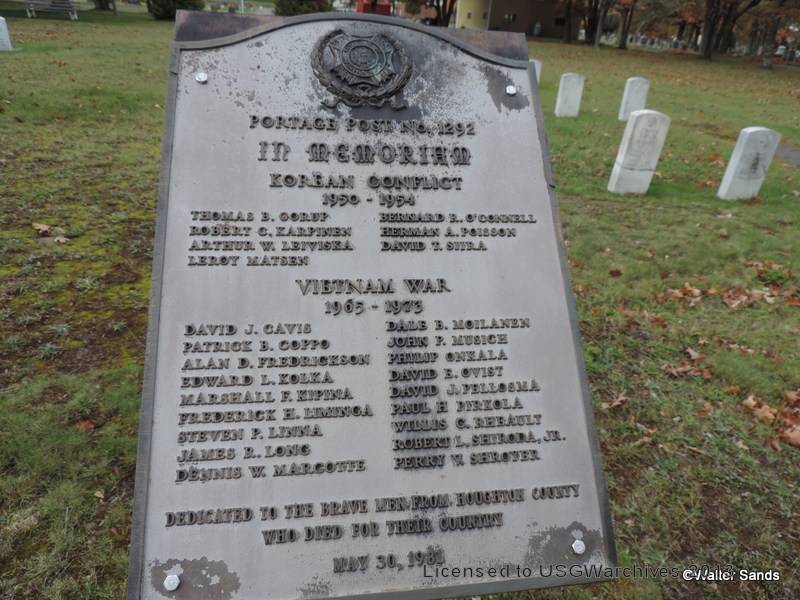 PORTAGE POST NO. 1292
IN MEMORIAM
KOREAN CONFLICT
1950 - 1954
THOMAS B. GORUP
ROBERT C. KARPINEN
ARTHUR W. LEIVISKA
LEROY MATSEN
BERNARD R. O'CONNELL
HERMAN A. POISSON
DAVID T. SIIRA
VIETNAM WAR
1965 - 1973
DAVID J. CAVIS
PATRICK B. COPPO
ALAN D. FREDRICKSON
EDWARD L. KOLKA
MARSHALL F. KIPINA
FREDERICK H. LIMINGA
STEVEN P. LINNA
JAMES R. LONG
DENNIS W. MARGOTTE
DALE B. MOILANEN
JOHN P. MUSICH
PHILIP ONKALA
DAVID E. OVIST
DAVID J. PELLOSMA
PAUL H PIRKOLA
WILLIS C. RHEAULT
ROBERT L. SHIRODA, JR.
PERRY V. SHROYER
DEDICATED TO THE BRAVE MEN FROM HOUGHTON COUNTY
WHO DIED FOR THEIR COUNTRY
MAY 30, 1981
Licensed to USGWarchives 2013
©Walter Sands